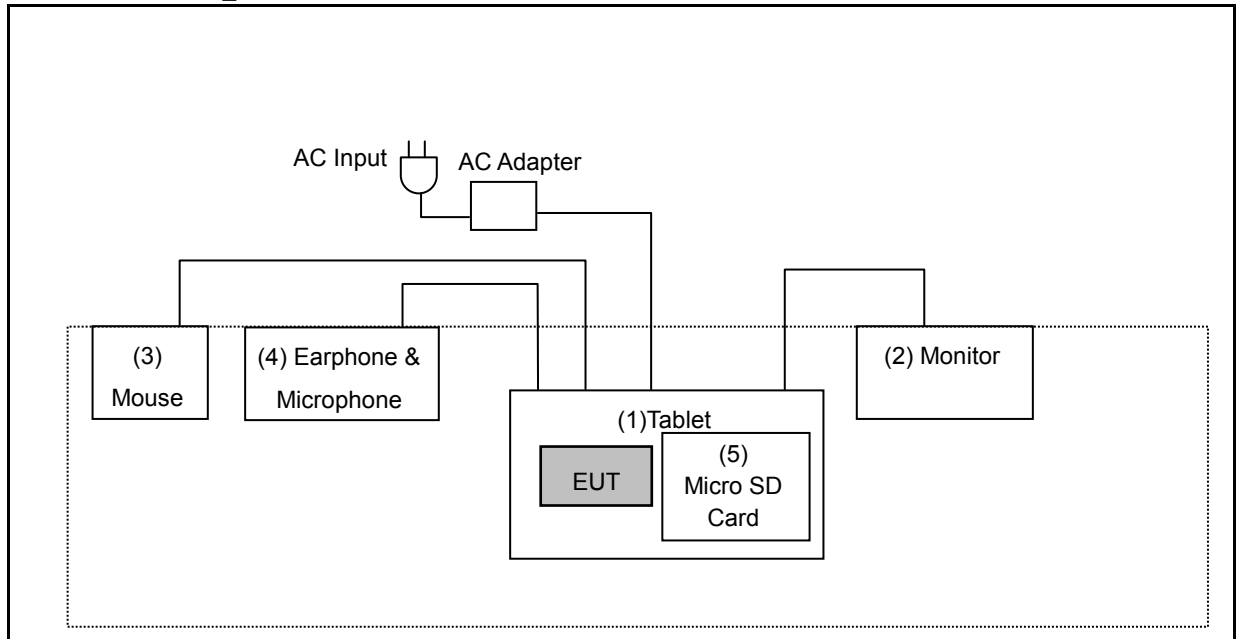 AC Input
AC Adapter
(3)
Mouse
(4) Earphone &
Microphone
(2) Monitor
(1)Tablet
EUT
(5)
Micro SD
Card